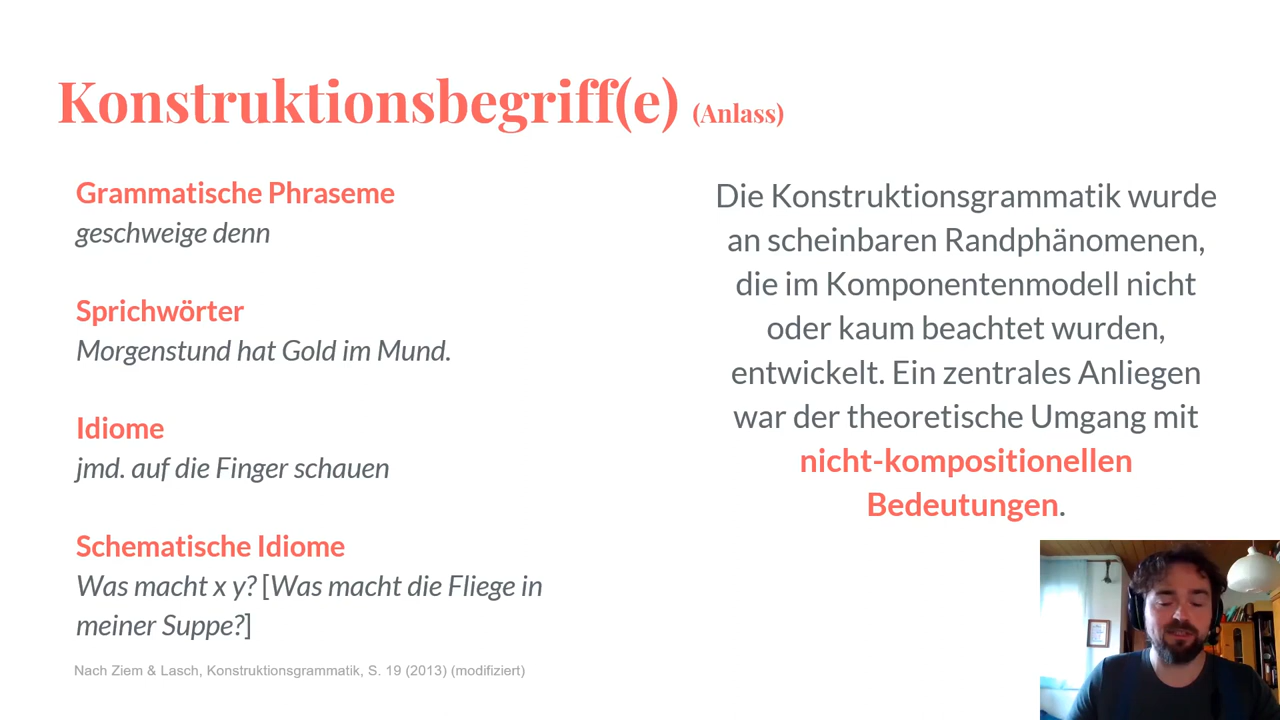 Konstruktionsbegriff(e) (Anlass)
Grammatische Phraseme
geschweige denn
Sprichwörter
Morgenstund hat Gold im Mund.
Idiome
jmd. auf die Finger schauen
Schematische Idiome
Was macht x y? [Was macht die Fliege in
meiner Suppe?]
Nach Ziem & Lasch, Konstruktionsgrammatik, S. 19 (2013) (modifiziert)
Die Konstruktionsgrammatik wurde
an scheinbaren Randphänomenen,
die im Komponentenmodell nicht
oder kaum beachtet wurden,
entwickelt. Ein zentrales Anliegen
war der theoretische Umgang mit
nicht-kompositionellen
Bedeutungen.